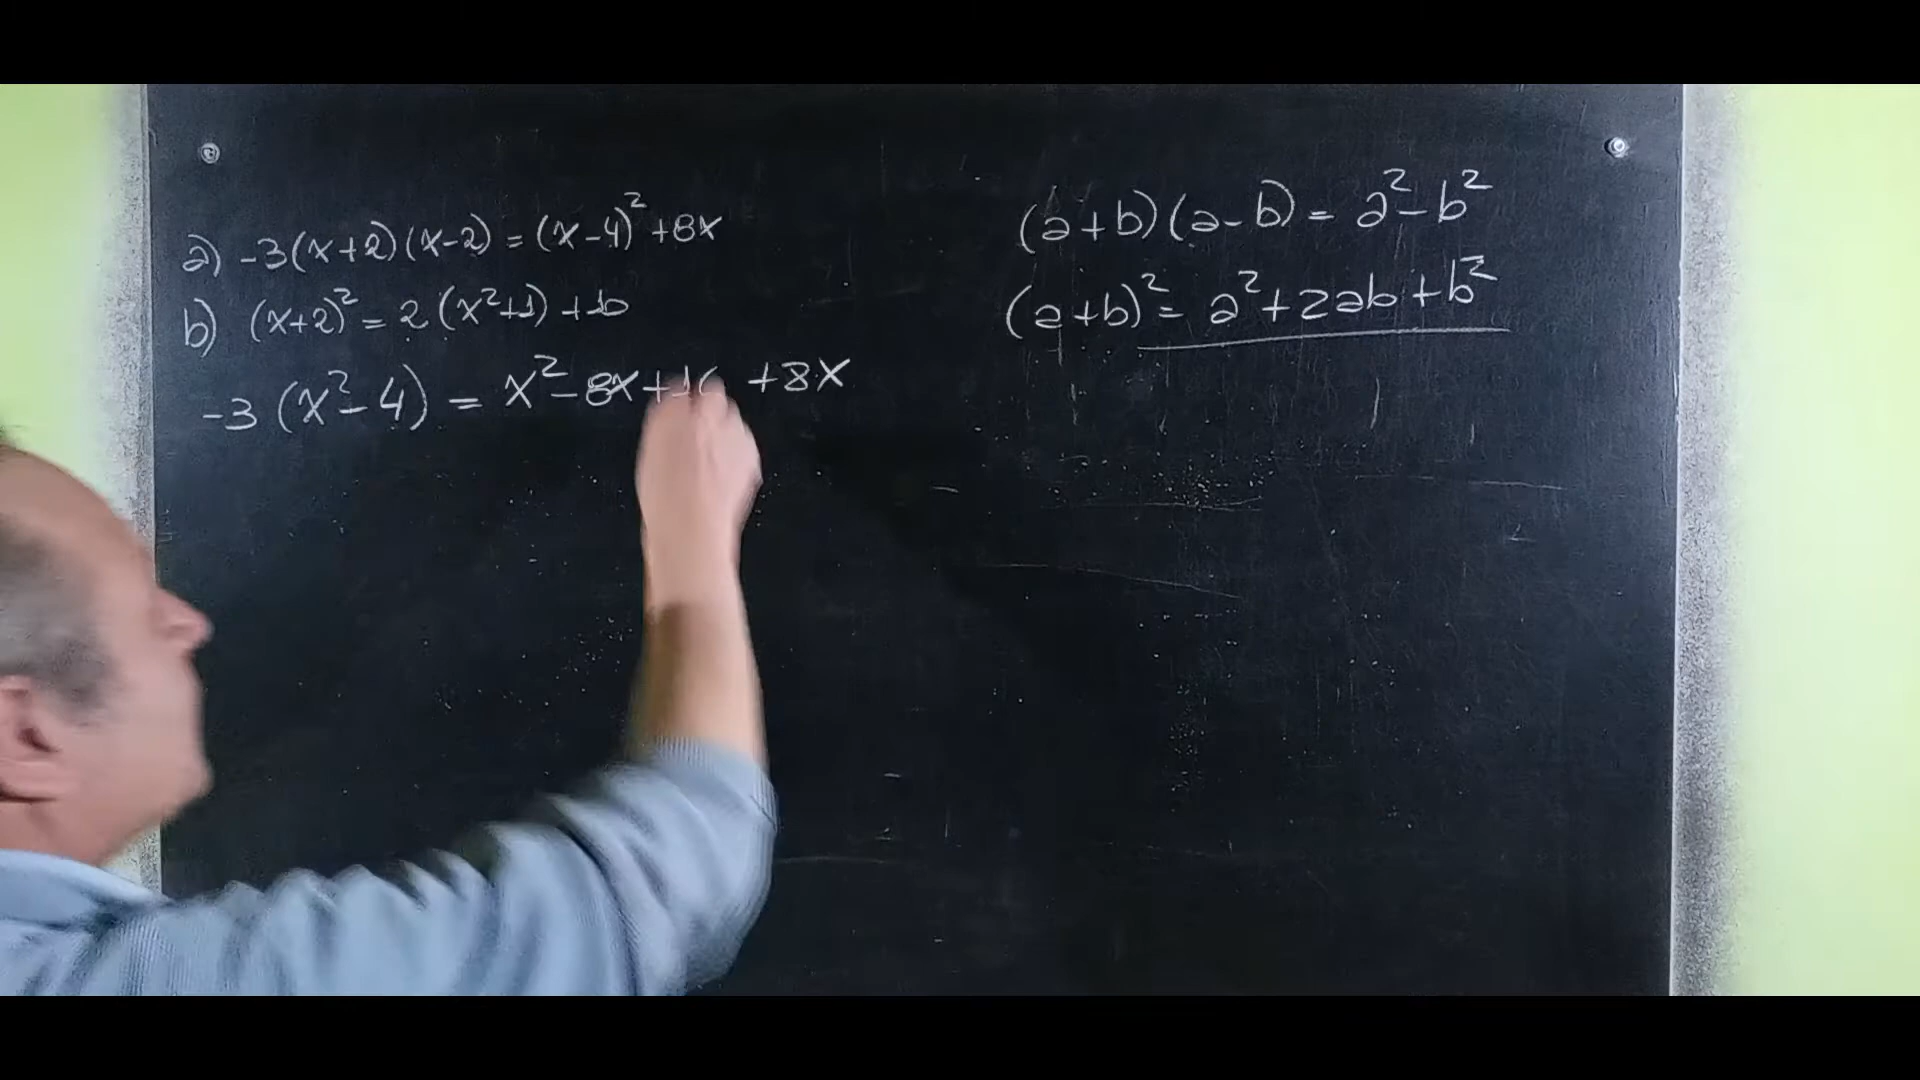 a) -3(x+2)(x-2) = (x-4)² +8x
b) (x+2)² = 2(x²+1) +10
-3(x²-4) = x²-8x+16 +8x
(a+b)(a-b) = a²-b²
(a+b)² = a²+2ab+b²